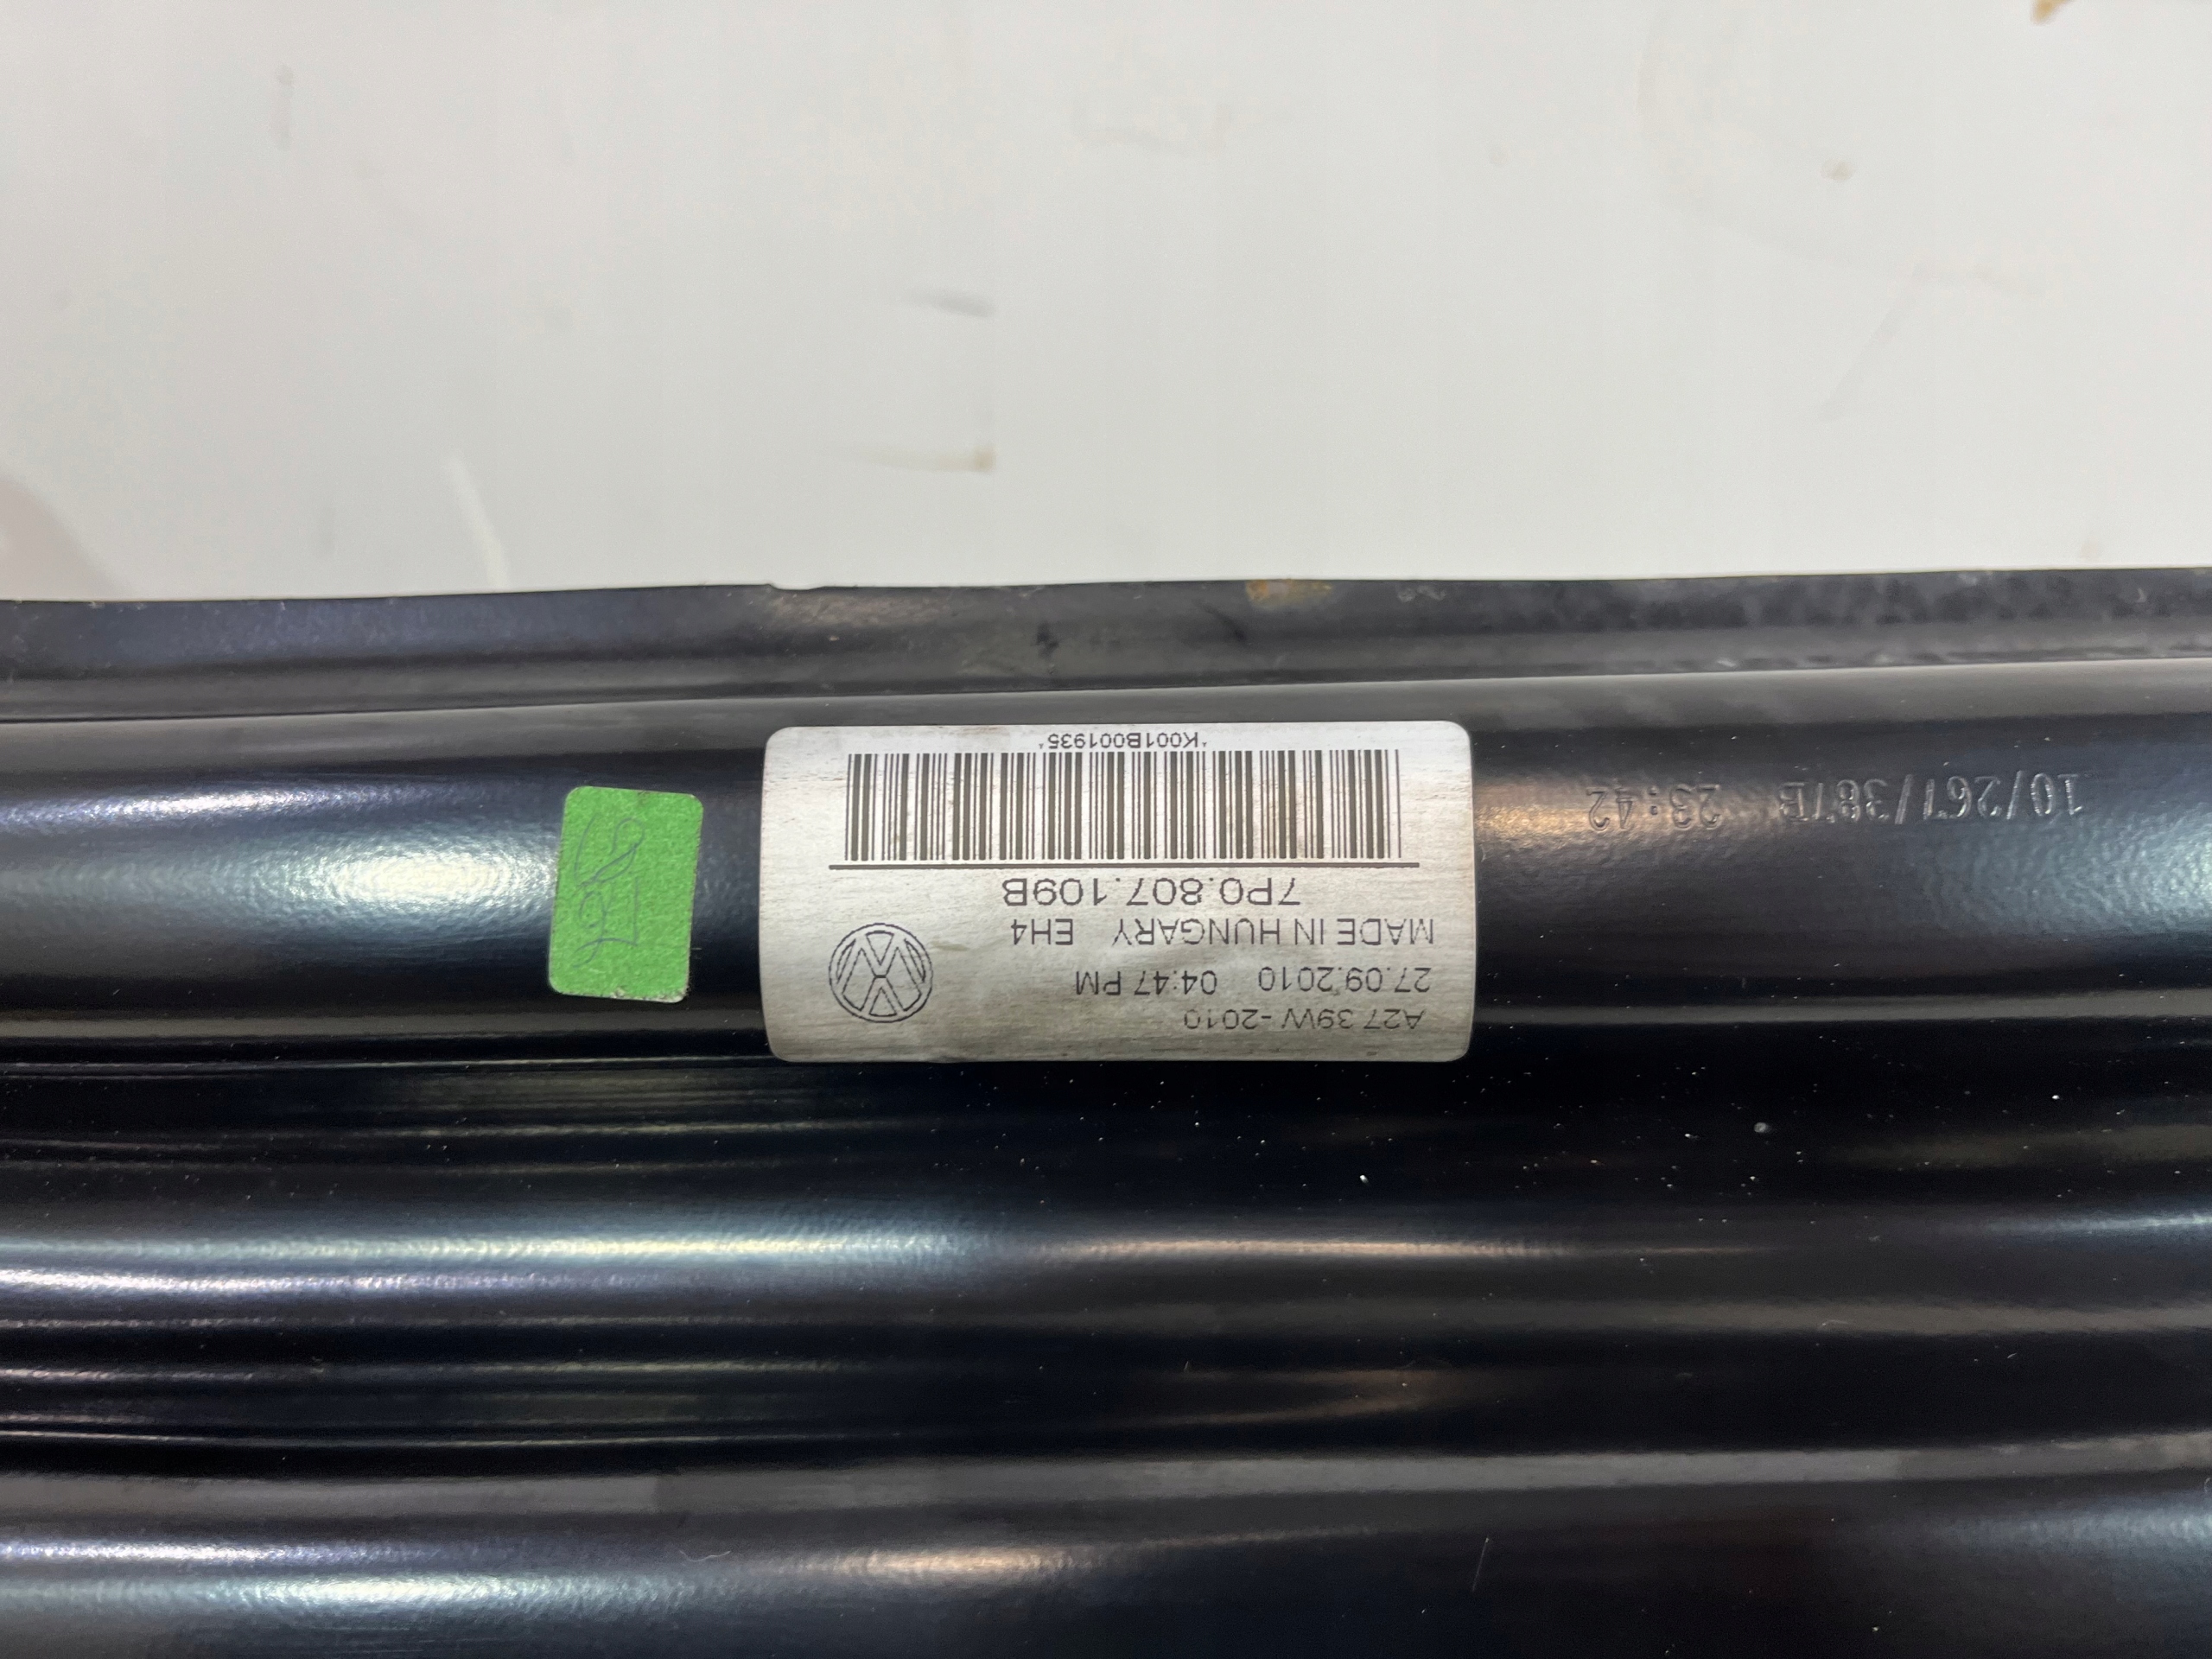 A27 39W -2010
27.09.2010 04:47 PM
MADE IN HUNGARY EH4
7P0.807.109B
*K001B001935*
10/267/387B 23:42